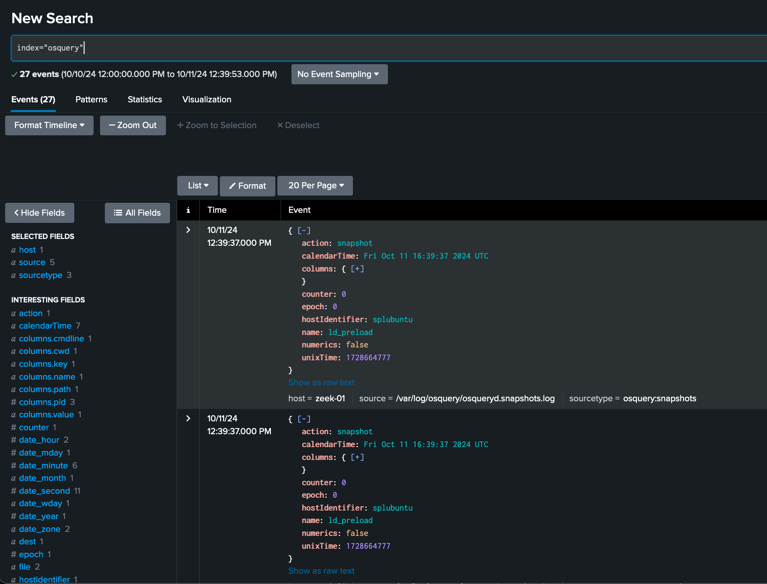 New Search
index="osquery"
✓ 27 events (10/10/24 12:00:00.000 PM to 10/11/24 12:39:53.000 PM) No Event Sampling ▾
Events (27) Patterns Statistics Visualization
Format Timeline ▾ — Zoom Out + Zoom to Selection × Deselect
List ▾ Format 20 Per Page ▾
< Hide Fields All Fields
i Time Event
SELECTED FIELDS
a host 1
a source 5
a sourcetype 3
INTERESTING FIELDS
a action 1
a calendarTime 7
a columns.cmdline 1
a columns.cwd 1
a columns.key 1
a columns.name 1
a columns.path 1
# columns.pid 3
a columns.value 1
# counter 1
# date_hour 2
# date_mday 1
# date_minute 6
a date_month 1
# date_second 11
a date_wday 1
# date_year 1
a date_zone 2
a dest 1
# epoch 1
a file 2
a hostIdentifier 1
> 10/11/24
12:39:37.000 PM
{ [-]
action: snapshot
calendarTime: Fri Oct 11 16:39:37 2024 UTC
columns: { [+]
}
counter: 0
epoch: 0
hostIdentifier: splubuntu
name: ld_preload
numerics: false
unixTime: 1728664777
}
Show as raw text
host = zeek-01 source = /var/log/osquery/osqueryd.snapshots.log sourcetype = osquery:snapshots
> 10/11/24
12:39:37.000 PM
{ [-]
action: snapshot
calendarTime: Fri Oct 11 16:39:37 2024 UTC
columns: { [+]
}
counter: 0
epoch: 0
hostIdentifier: splubuntu
name: ld_preload
numerics: false
unixTime: 1728664777
}
Show as raw text